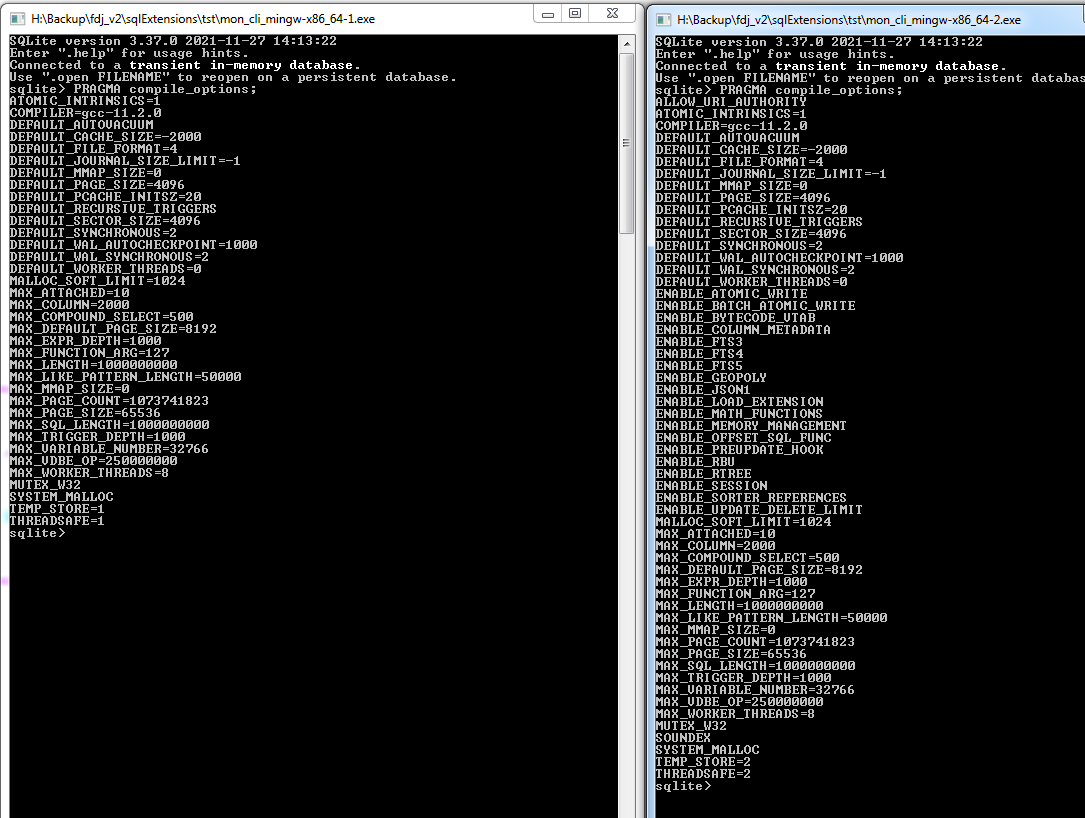 H:\Backup\fdj_v2\sqlExtensions\tst\mon_cli_mingw-x86_64-1.exe
SQLite version 3.37.0 2021-11-27 14:13:22
Enter ".help" for usage hints.
Connected to a transient in-memory database.
Use ".open FILENAME" to reopen on a persistent database.
sqlite> PRAGMA compile_options;
ATOMIC_INTRINSICS=1
COMPILER=gcc-11.2.0
DEFAULT_AUTOVACUUM
DEFAULT_CACHE_SIZE=-2000
DEFAULT_FILE_FORMAT=4
DEFAULT_JOURNAL_SIZE_LIMIT=-1
DEFAULT_MMAP_SIZE=0
DEFAULT_PAGE_SIZE=4096
DEFAULT_PCACHE_INITSZ=20
DEFAULT_RECURSIVE_TRIGGERS
DEFAULT_SECTOR_SIZE=4096
DEFAULT_SYNCHRONOUS=2
DEFAULT_WAL_AUTOCHECKPOINT=1000
DEFAULT_WAL_SYNCHRONOUS=2
DEFAULT_WORKER_THREADS=0
MALLOC_SOFT_LIMIT=1024
MAX_ATTACHED=10
MAX_COLUMN=2000
MAX_COMPOUND_SELECT=500
MAX_DEFAULT_PAGE_SIZE=8192
MAX_EXPR_DEPTH=1000
MAX_FUNCTION_ARG=127
MAX_LENGTH=1000000000
MAX_LIKE_PATTERN_LENGTH=50000
MAX_MMAP_SIZE=0
MAX_PAGE_COUNT=1073741823
MAX_PAGE_SIZE=65536
MAX_SQL_LENGTH=1000000000
MAX_TRIGGER_DEPTH=1000
MAX_VARIABLE_NUMBER=32766
MAX_VDBE_OP=250000000
MAX_WORKER_THREADS=8
MUTEX_W32
SYSTEM_MALLOC
TEMP_STORE=1
THREADSAFE=1
sqlite>
H:\Backup\fdj_v2\sqlExtensions\tst\mon_cli_mingw-x86_64-2.exe
SQLite version 3.37.0 2021-11-27 14:13:22
Enter ".help" for usage hints.
Connected to a transient in-memory database.
Use ".open FILENAME" to reopen on a persistent databas
sqlite> PRAGMA compile_options;
ALLOW_URI_AUTHORITY
ATOMIC_INTRINSICS=1
COMPILER=gcc-11.2.0
DEFAULT_AUTOVACUUM
DEFAULT_CACHE_SIZE=-2000
DEFAULT_FILE_FORMAT=4
DEFAULT_JOURNAL_SIZE_LIMIT=-1
DEFAULT_MMAP_SIZE=0
DEFAULT_PAGE_SIZE=4096
DEFAULT_PCACHE_INITSZ=20
DEFAULT_RECURSIVE_TRIGGERS
DEFAULT_SECTOR_SIZE=4096
DEFAULT_SYNCHRONOUS=2
DEFAULT_WAL_AUTOCHECKPOINT=1000
DEFAULT_WAL_SYNCHRONOUS=2
DEFAULT_WORKER_THREADS=0
ENABLE_ATOMIC_WRITE
ENABLE_BATCH_ATOMIC_WRITE
ENABLE_BYTECODE_VTAB
ENABLE_COLUMN_METADATA
ENABLE_FTS3
ENABLE_FTS4
ENABLE_FTS5
ENABLE_GEOPOLY
ENABLE_JSON1
ENABLE_LOAD_EXTENSION
ENABLE_MATH_FUNCTIONS
ENABLE_MEMORY_MANAGEMENT
ENABLE_OFFSET_SQL_FUNC
ENABLE_PREUPDATE_HOOK
ENABLE_RBU
ENABLE_RTREE
ENABLE_SESSION
ENABLE_SORTER_REFERENCES
ENABLE_UPDATE_DELETE_LIMIT
MALLOC_SOFT_LIMIT=1024
MAX_ATTACHED=10
MAX_COLUMN=2000
MAX_COMPOUND_SELECT=500
MAX_DEFAULT_PAGE_SIZE=8192
MAX_EXPR_DEPTH=1000
MAX_FUNCTION_ARG=127
MAX_LENGTH=1000000000
MAX_LIKE_PATTERN_LENGTH=50000
MAX_MMAP_SIZE=0
MAX_PAGE_COUNT=1073741823
MAX_PAGE_SIZE=65536
MAX_SQL_LENGTH=1000000000
MAX_TRIGGER_DEPTH=1000
MAX_VARIABLE_NUMBER=32766
MAX_VDBE_OP=250000000
MAX_WORKER_THREADS=8
MUTEX_W32
SOUNDEX
SYSTEM_MALLOC
TEMP_STORE=2
THREADSAFE=2
sqlite>